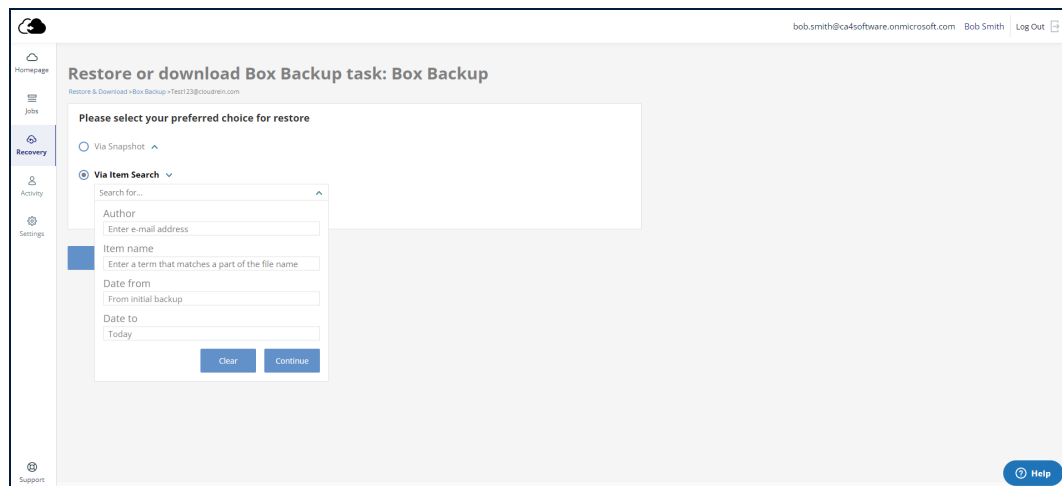 bob.smith@ca4software.onmicrosoft.com Bob Smith Log Out
Homepage
Jobs
Recovery
Activity
Settings
Support
Restore or download Box Backup task: Box Backup
Restore & Download >Box Backup >Test123@cloudrein.com
Please select your preferred choice for restore
Via Snapshot
Via Item Search
Search for...
Author
Enter e-mail address
Item name
Enter a term that matches a part of the file name
Date from
From initial backup
Date to
Today
Clear Continue
Help